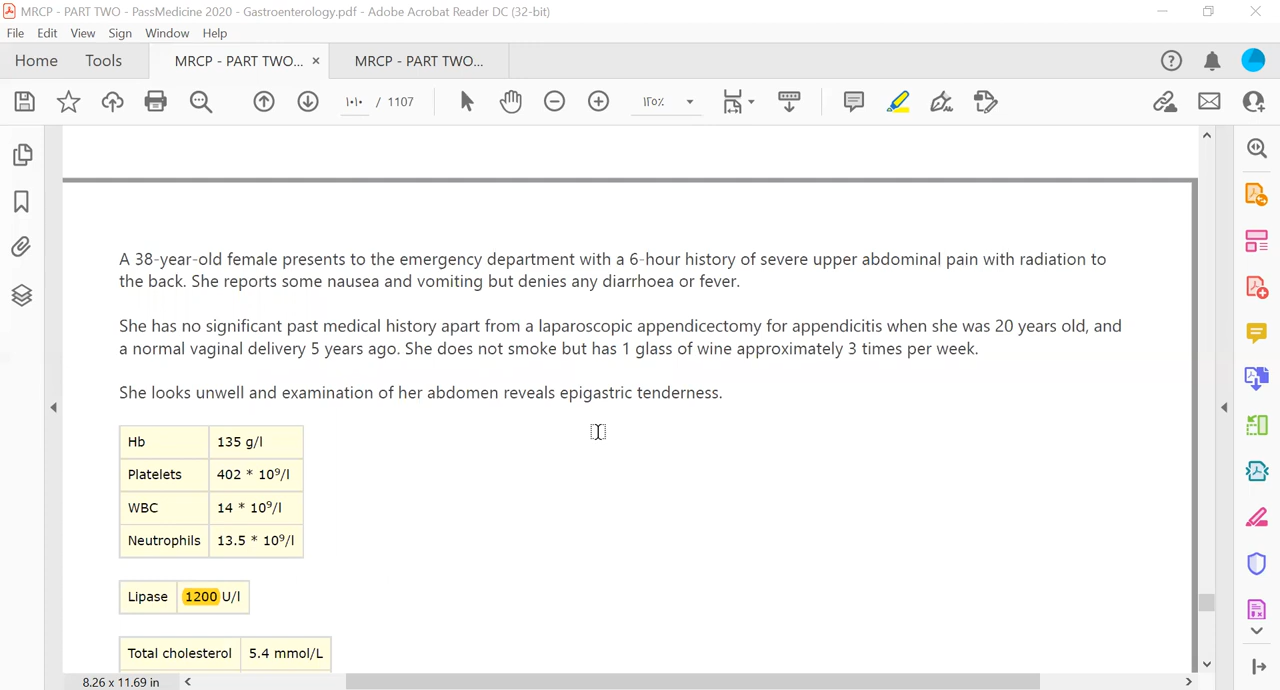 MRCP - PART TWO - PassMedicine 2020 - Gastroenterology.pdf - Adobe Acrobat Reader DC (32-bit)
File Edit View Sign Window Help
Home Tools MRCP - PART TWO... × MRCP - PART TWO...
١٠١٠ / 1107 ١٢٥%
A 38-year-old female presents to the emergency department with a 6-hour history of severe upper abdominal pain with radiation to
the back. She reports some nausea and vomiting but denies any diarrhoea or fever.
She has no significant past medical history apart from a laparoscopic appendicectomy for appendicitis when she was 20 years old, and
a normal vaginal delivery 5 years ago. She does not smoke but has 1 glass of wine approximately 3 times per week.
She looks unwell and examination of her abdomen reveals epigastric tenderness.
Hb 135 g/l
Platelets 402 * 10⁹/l
WBC 14 * 10⁹/l
Neutrophils 13.5 * 10⁹/l
Lipase 1200 U/l
Total cholesterol 5.4 mmol/L
8.26 x 11.69 in